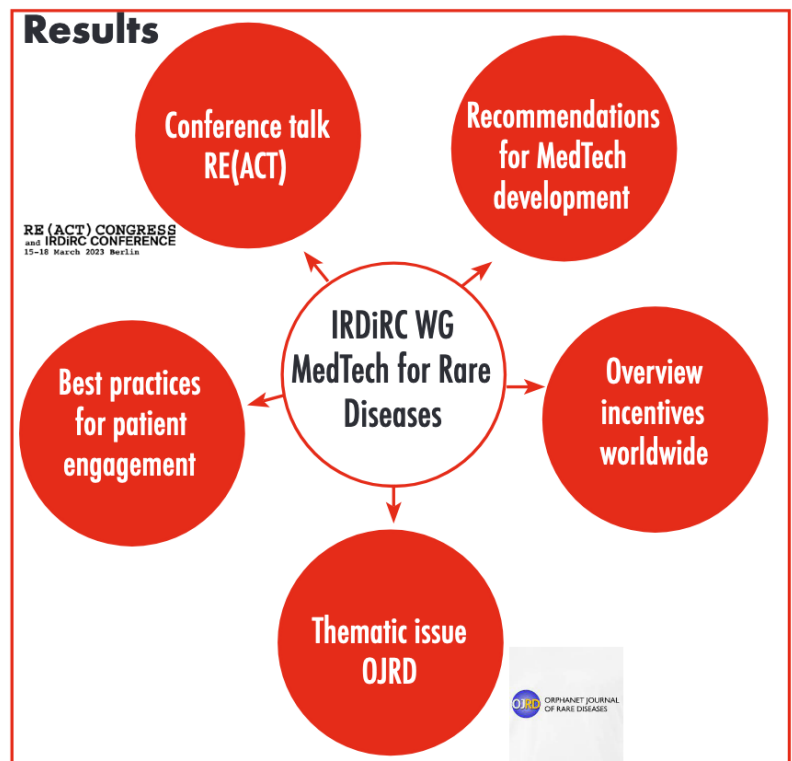 Results
Conference talk
RE(ACT)
Recommendations
for MedTech
development
RE (ACT) CONGRESS
and IRDiRC CONFERENCE
15-18 March 2023 Berlin
IRDiRC WG
MedTech for Rare
Diseases
Best practices
for patient
engagement
Overview
incentives
worldwide
Thematic issue
OJRD
OJRD
ORPHANET JOURNAL
OF RARE DISEASES